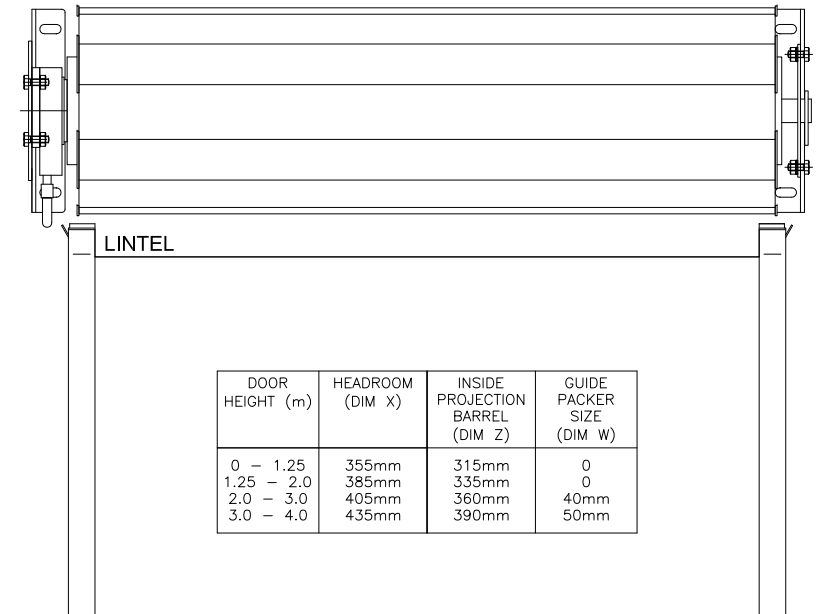 LINTEL
DOOR HEIGHT (m) HEADROOM (DIM X) INSIDE PROJECTION BARREL (DIM Z) GUIDE PACKER SIZE (DIM W)
0 – 1.25 355mm 315mm 0
1.25 – 2.0 385mm 335mm 0
2.0 – 3.0 405mm 360mm 40mm
3.0 – 4.0 435mm 390mm 50mm